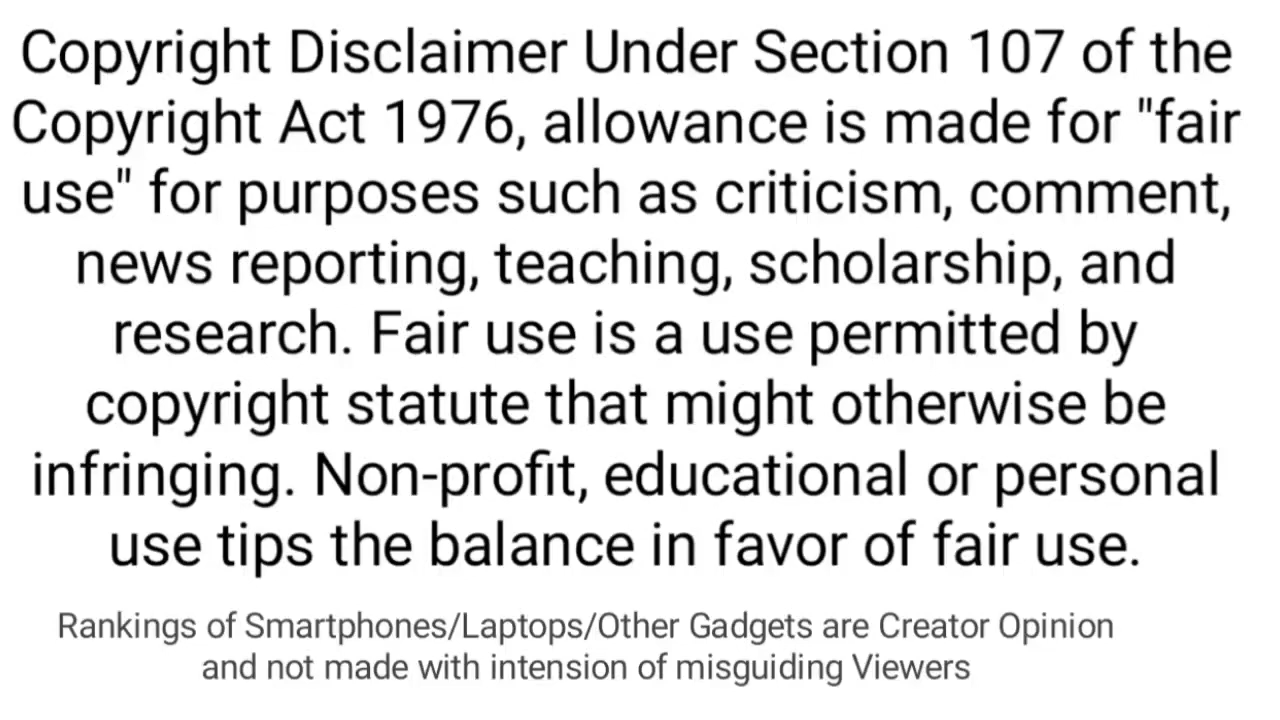 Copyright Disclaimer Under Section 107 of the
Copyright Act 1976, allowance is made for "fair
use" for purposes such as criticism, comment,
news reporting, teaching, scholarship, and
research. Fair use is a use permitted by
copyright statute that might otherwise be
infringing. Non-profit, educational or personal
use tips the balance in favor of fair use.
Rankings of Smartphones/Laptops/Other Gadgets are Creator Opinion
and not made with intension of misguiding Viewers